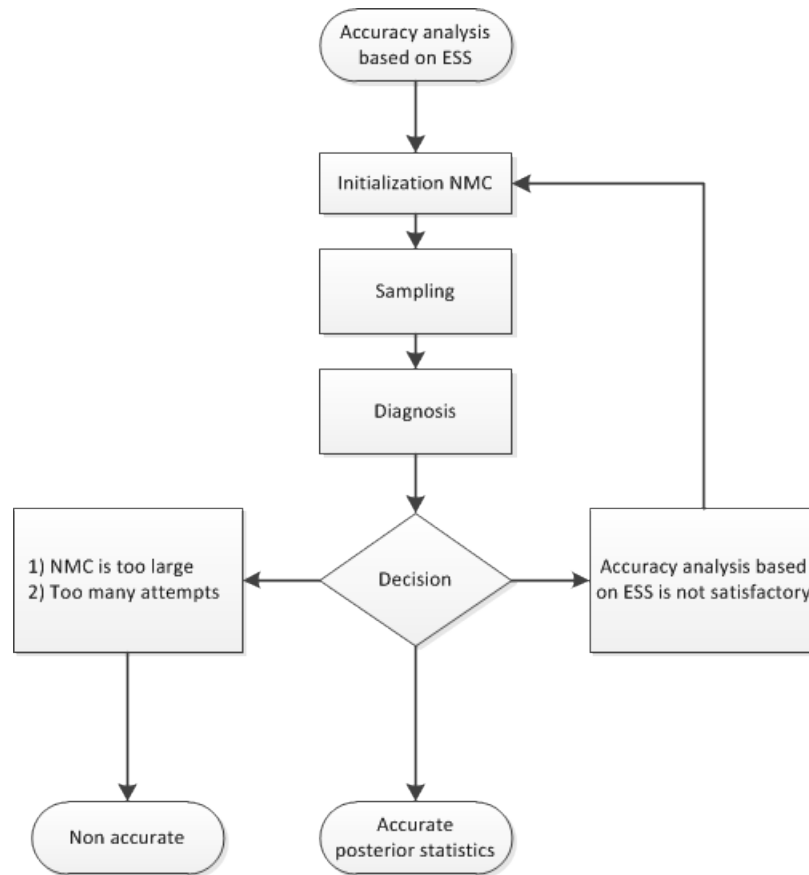 Accuracy analysis
based on ESS
Initialization NMC
Sampling
Diagnosis
Decision
1) NMC is too large
2) Too many attempts
Accuracy analysis based
on ESS is not satisfactory
Non accurate
Accurate
posterior statistics